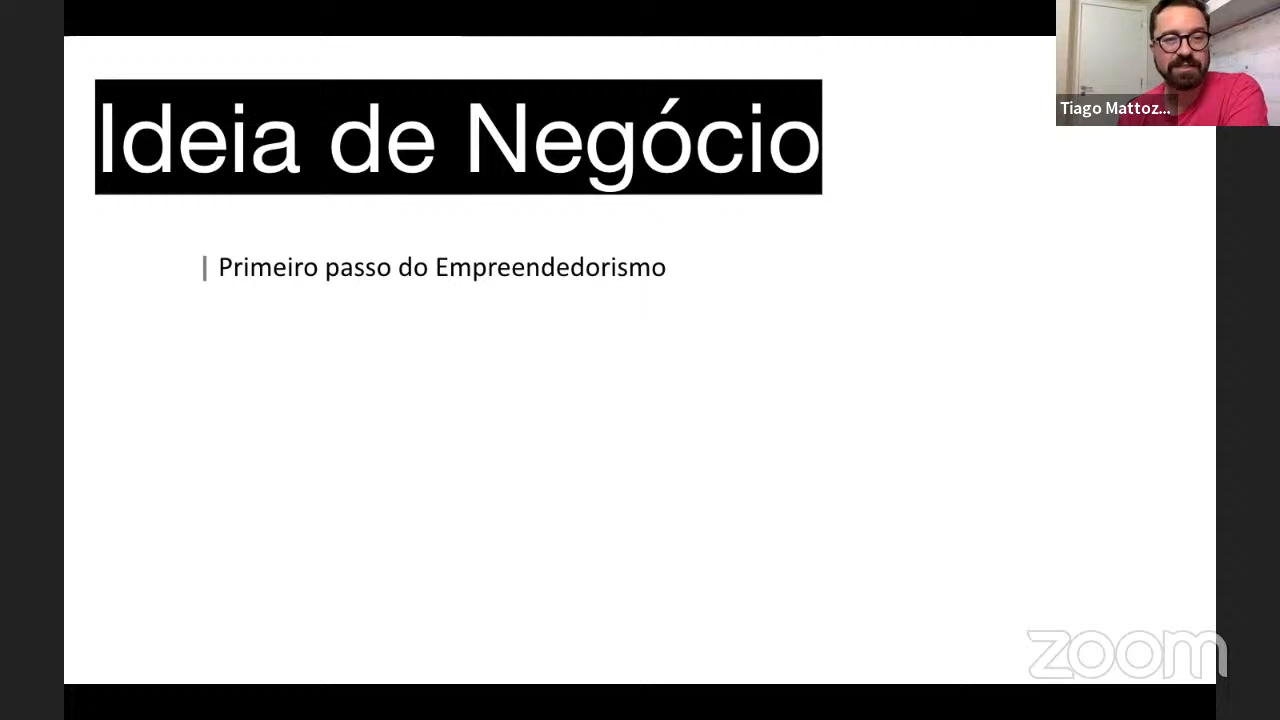 Ideia de Negócio
| Primeiro passo do Empreendedorismo
Tiago Mattoz...
zoom